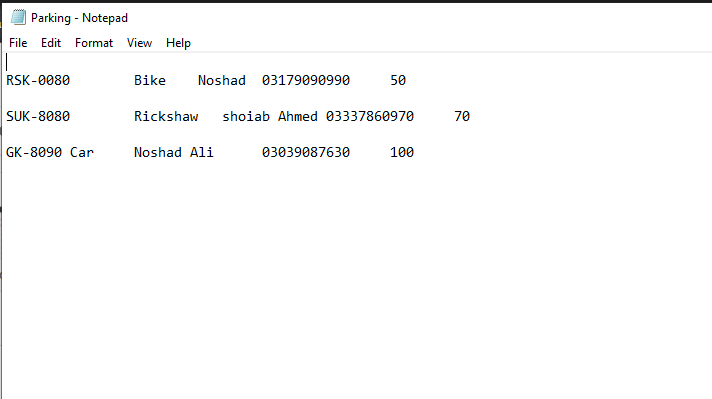 Parking - Notepad
File Edit Format View Help
RSK-0080 Bike Noshad 03179090990 50
SUK-8080 Rickshaw shoiab Ahmed 03337860970 70
GK-8090 Car Noshad Ali 03039087630 100